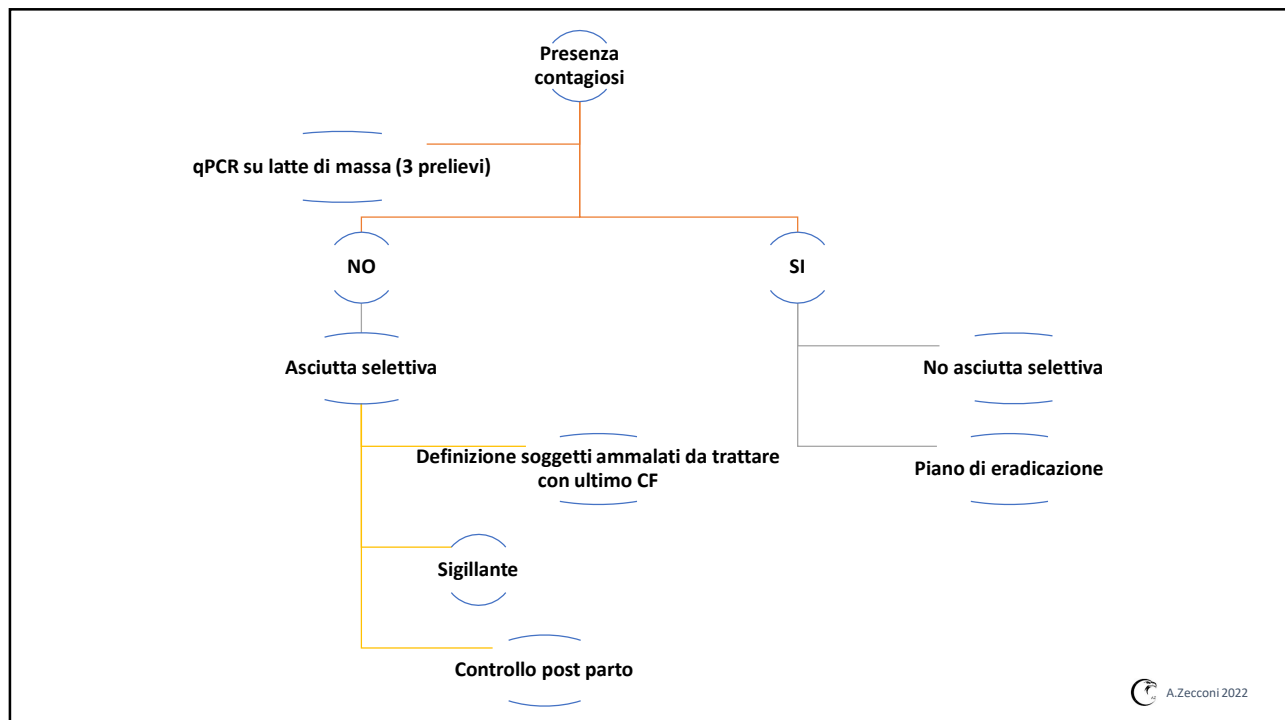 Presenza
contagiosi
qPCR su latte di massa (3 prelievi)
NO
SI
Asciutta selettiva
No asciutta selettiva
Definizione soggetti ammalati da trattare
con ultimo CF
Piano di eradicazione
Sigillante
Controllo post parto
A.Zecconi 2022